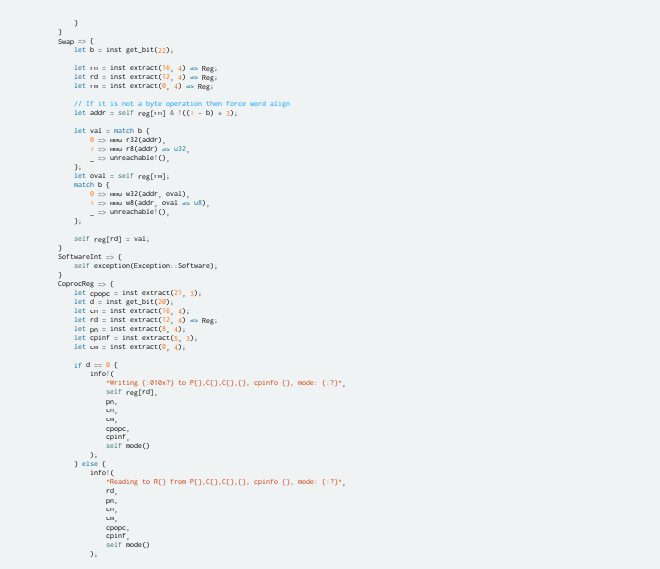 }
}
Swap => {
let b = inst get_bit(22);
let rn = inst extract(16, 4) as Reg;
let rd = inst extract(12, 4) as Reg;
let rm = inst extract(0, 4) as Reg;
// If it is not a byte operation then force word align
let addr = self reg[rn] & !((1 - b) * 3);
let val = match b {
0 => mmu r32(addr),
1 => mmu r8(addr) as u32,
_ => unreachable!(),
};
let oval = self reg[rm];
match b {
0 => mmu w32(addr, oval),
1 => mmu w8(addr, oval as u8),
_ => unreachable!(),
};
self reg[rd] = val;
}
SoftwareInt => {
self exception(Exception::Software);
}
CoprocReg => {
let cpopc = inst extract(21, 3);
let d = inst get_bit(20);
let cn = inst extract(16, 4);
let rd = inst extract(12, 4) as Reg;
let pn = inst extract(8, 4);
let cpinf = inst extract(5, 3);
let cm = inst extract(0, 4);
if d == 0 {
info!(
"Writing {:010x?} to P{},C{},C{},{}, cpinfo {}, mode: {:?}",
self reg[rd],
pn,
cn,
cm,
cpopc,
cpinf,
self mode()
);
} else {
info!(
"Reading to R{} from P{},C{},C{},{}, cpinfo {}, mode: {:?}",
rd,
pn,
cn,
cm,
cpopc,
cpinf,
self mode()
);